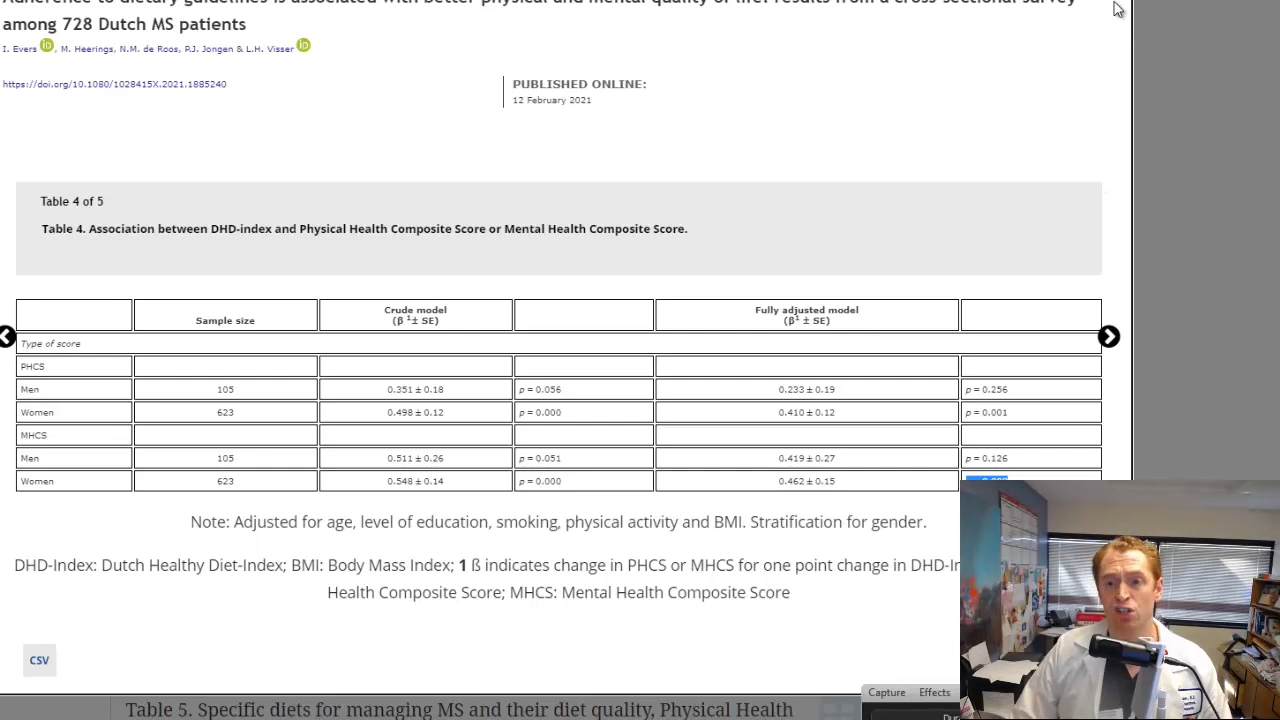 Adherence to dietary guidelines is associated with better physical and mental quality of life: results from a cross-sectional survey
among 728 Dutch MS patients
I. Evers iD, M. Heerings, N.M. de Roos, P.J. Jongen & L.H. Visser iD
https://doi.org/10.1080/1028415X.2021.1885240
PUBLISHED ONLINE:
12 February 2021
Table 4 of 5
Table 4. Association between DHD-index and Physical Health Composite Score or Mental Health Composite Score.
Sample size Crude model (β 1± SE) Fully adjusted model (β1 ± SE)
Type of score
PHCS
Men 105 0.351 ± 0.18 p = 0.056 0.233 ± 0.19 p = 0.256
Women 623 0.498 ± 0.12 p = 0.000 0.410 ± 0.12 p = 0.001
MHCS
Men 105 0.511 ± 0.26 p = 0.051 0.419 ± 0.27 p = 0.126
Women 623 0.548 ± 0.14 p = 0.000 0.462 ± 0.15
Note: Adjusted for age, level of education, smoking, physical activity and BMI. Stratification for gender.
DHD-Index: Dutch Healthy Diet-Index; BMI: Body Mass Index; 1 ß indicates change in PHCS or MHCS for one point change in
Health Composite Score; MHCS: Mental Health Composite Score
CSV
Capture Effects
Table 5. Specific diets for managing MS and their diet quality, Physical Health